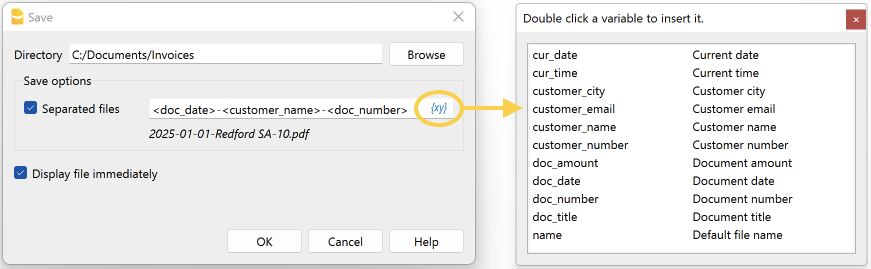 Save
Directory C:/Documents/Invoices Browse
Save options
Separated files <doc_date>-<customer_name>-<doc_number> {xy}
2025-01-01-Redford SA-10.pdf
Display file immediately
OK Cancel Help
Double click a variable to insert it.
cur_date Current date
cur_time Current time
customer_city Customer city
customer_email Customer email
customer_name Customer name
customer_number Customer number
doc_amount Document amount
doc_date Document date
doc_number Document number
doc_title Document title
name Default file name